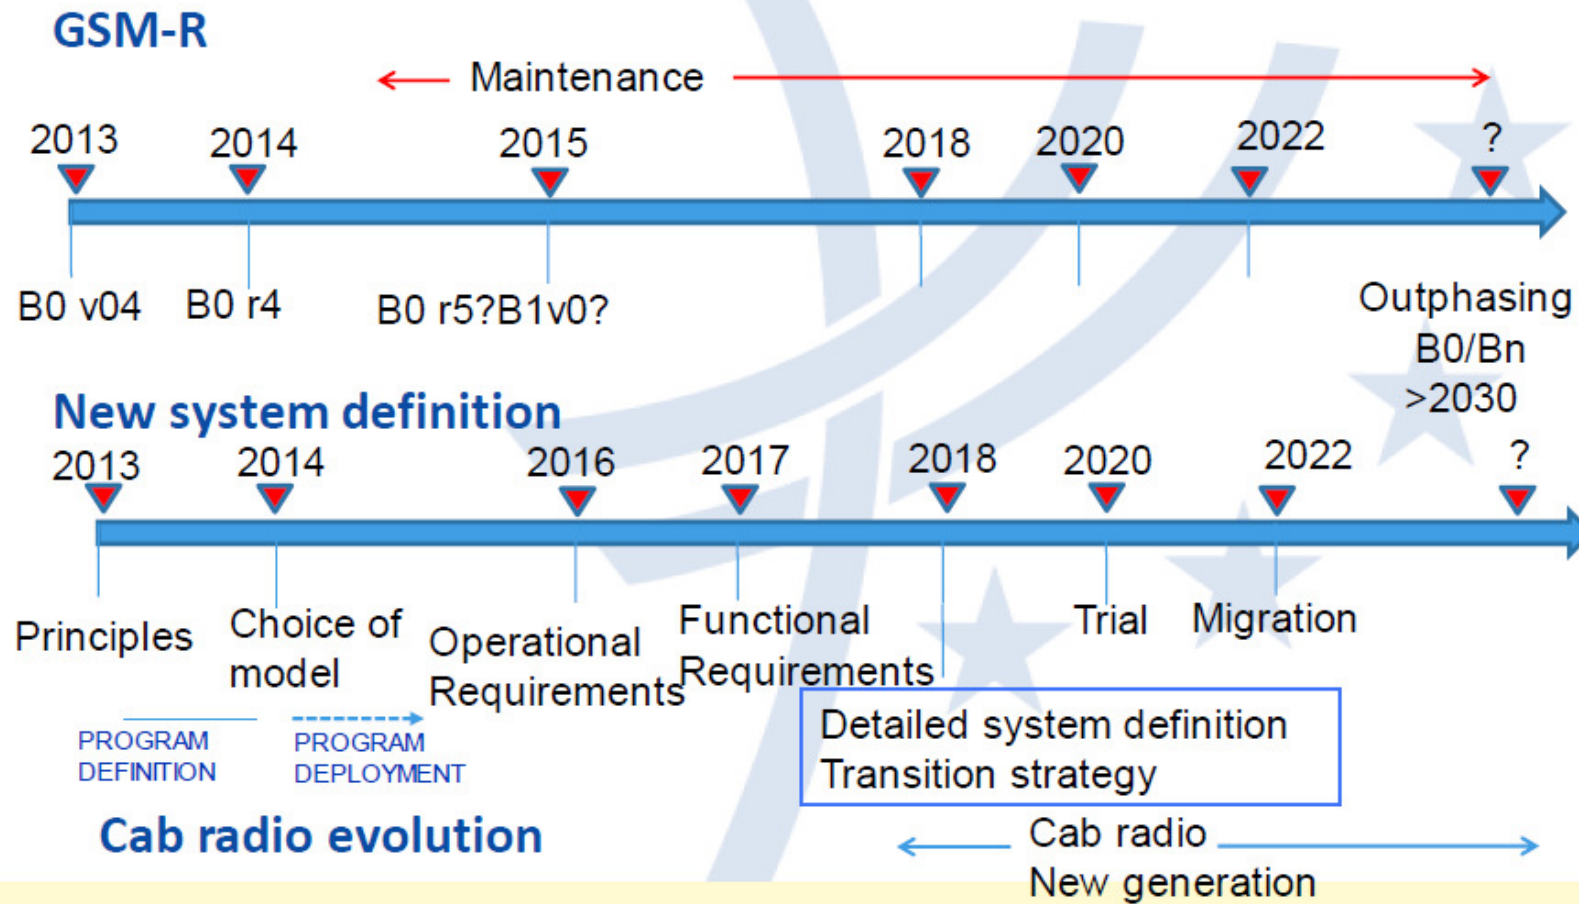 GSM-R
Maintenance
2013 2014 2015 2018 2020 2022 ?
B0 v04 B0 r4 B0 r5?B1v0?
Outphasing
B0/Bn
>2030
New system definition
2013 2014 2016 2017 2018 2020 2022 ?
Principles
Choice of
model
Operational
Requirements
Functional
Requirements
Trial
Migration
PROGRAM
DEFINITION
PROGRAM
DEPLOYMENT
Detailed system definition
Transition strategy
Cab radio evolution
Cab radio
New generation